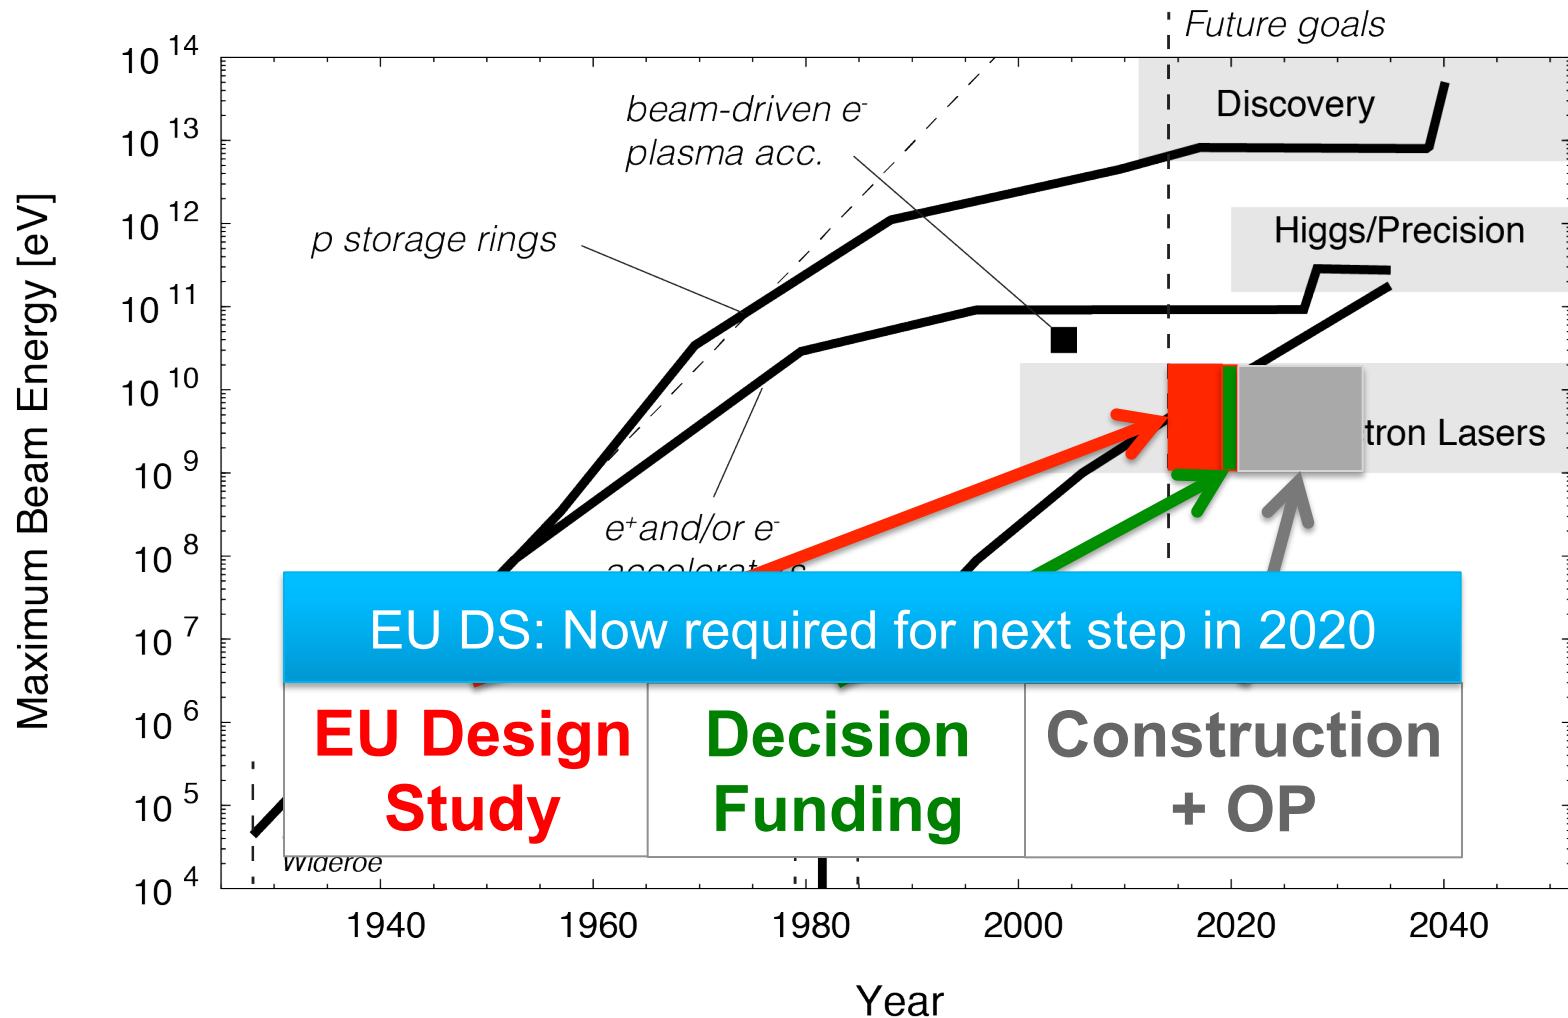 Future goals
10 14
Discovery
beam-driven e-
plasma acc.
10 13
10 12
p storage rings
Higgs/Precision
10 11
10 10
tron Lasers
10 9
e+and/or e-
accelerators
10 8
EU DS: Now required for next step in 2020
10 7
EU Design
Study
Decision
Funding
Construction
+ OP
10 6
10 5
Wideroe
10 4
1940
1960
1980
2000
2020
2040
Year
Maximum Beam Energy [eV]